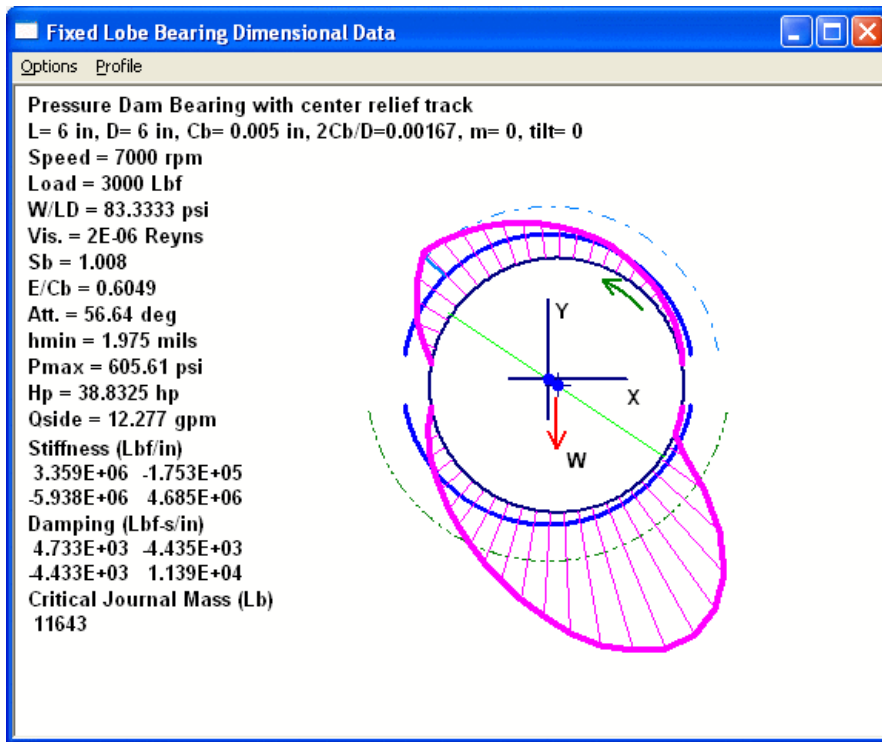 Fixed Lobe Bearing Dimensional Data
Options Profile
Pressure Dam Bearing with center relief track
L= 6 in, D= 6 in, Cb= 0.005 in, 2Cb/D=0.00167, m= 0, tilt= 0
Speed = 7000 rpm
Load = 3000 Lbf
W/LD = 83.3333 psi
Vis. = 2E-06 Reyns
Sb = 1.008
E/Cb = 0.6049
Att. = 56.64 deg
hmin = 1.975 mils
Pmax = 605.61 psi
Hp = 38.8325 hp
Qside = 12.277 gpm
Stiffness (Lbf/in)
3.359E+06 -1.753E+05
-5.938E+06 4.685E+06
Damping (Lbf-s/in)
4.733E+03 -4.435E+03
-4.433E+03 1.139E+04
Critical Journal Mass (Lb)
11643
Y
X
W